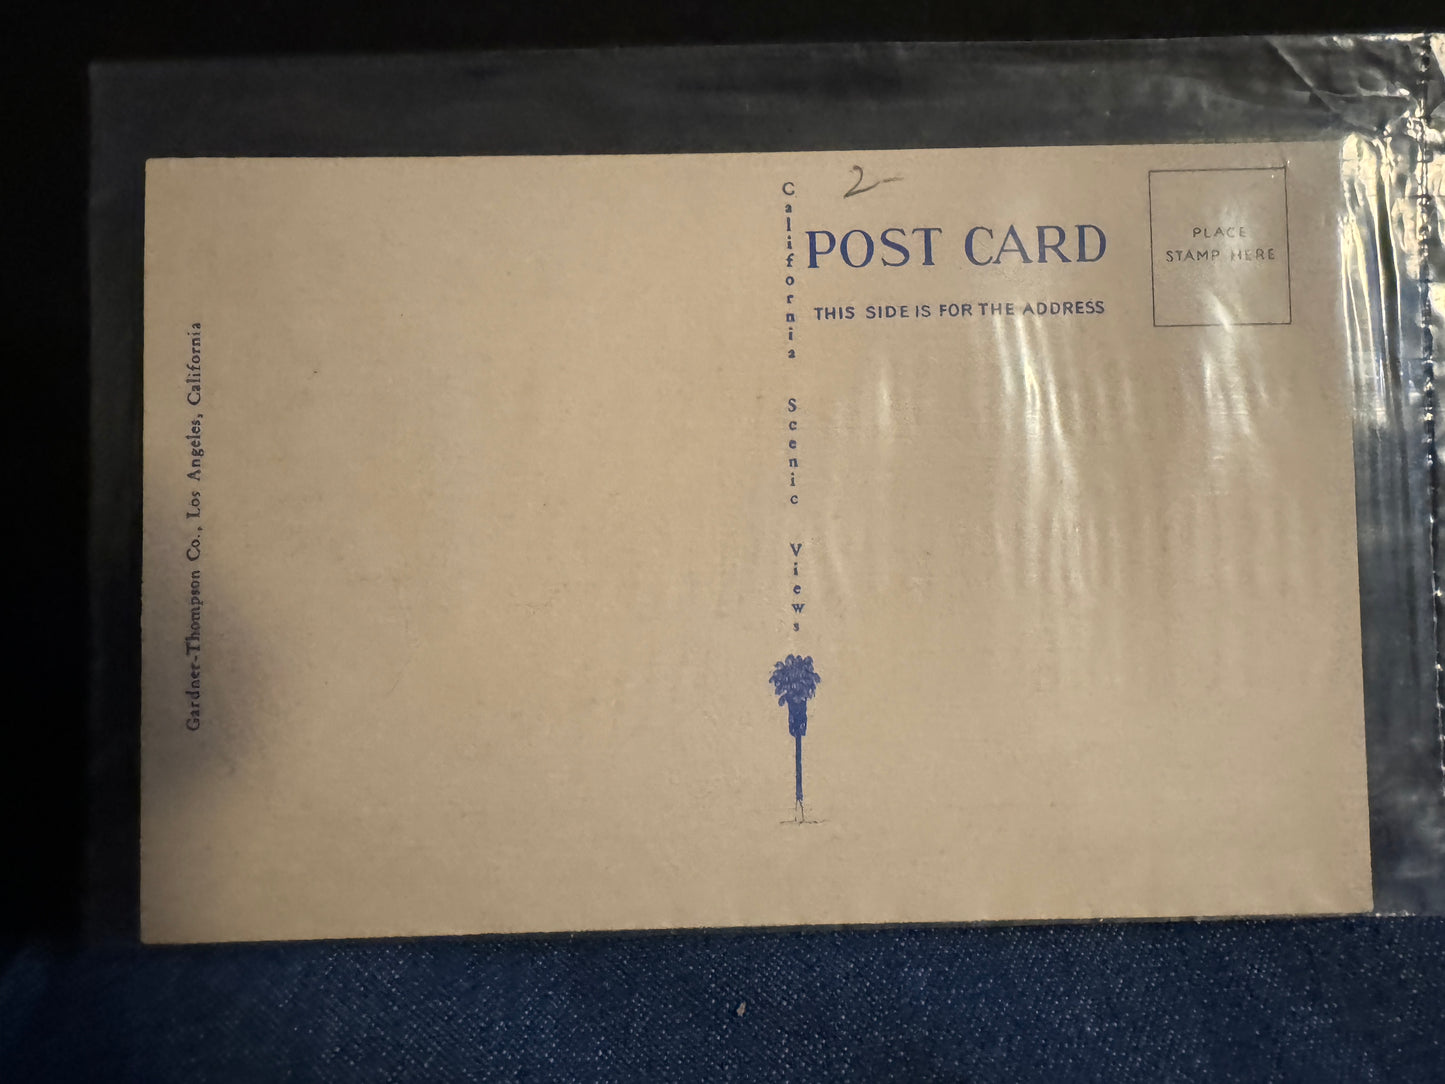 Gardner-Thompson Co., Los Angeles, California
California Scenic Views
2-
POST CARD
THIS SIDE IS FOR THE ADDRESS
PLACE
STAMP HERE